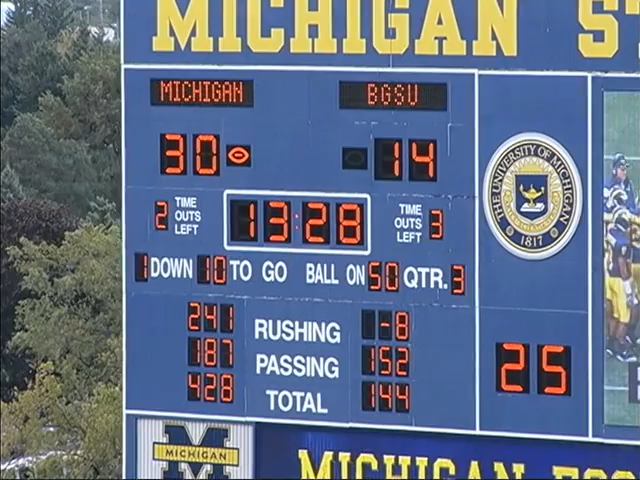 MICHIGAN ST
MICHIGAN BGSU
30 14
2 TIME OUTS LEFT 13:28 TIME OUTS LEFT 3
1 DOWN 10 TO GO BALL ON 50 QTR. 3
241 RUSHING -8
187 PASSING 152
428 TOTAL 144
THE UNIVERSITY OF MICHIGAN
1817
25
M
MICHIGAN
MICHIGAN FOO